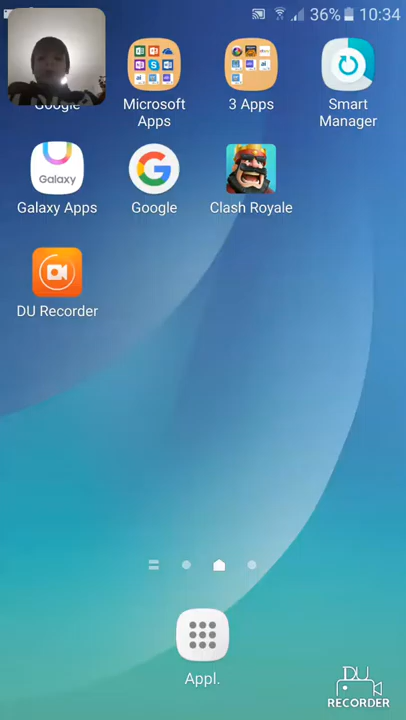 36% 10:34
Google
Microsoft
Apps
3 Apps
Smart
Manager
Galaxy
Galaxy Apps
Google
Clash Royale
DU Recorder
Appl.
DU
RECORDER